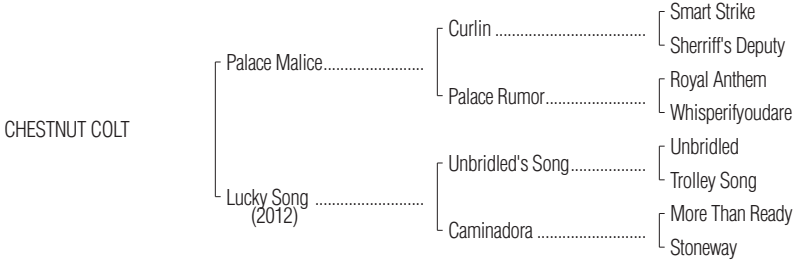 Smart Strike
Curlin ....................................
Sherriff's Deputy
Palace Malice........................
Royal Anthem
Palace Rumor........................
Whisperifyoudare
CHESTNUT COLT
Unbridled
Unbridled's Song..................
Trolley Song
Lucky Song ..........................
(2012)
More Than Ready
Caminadora ..........................
Stoneway